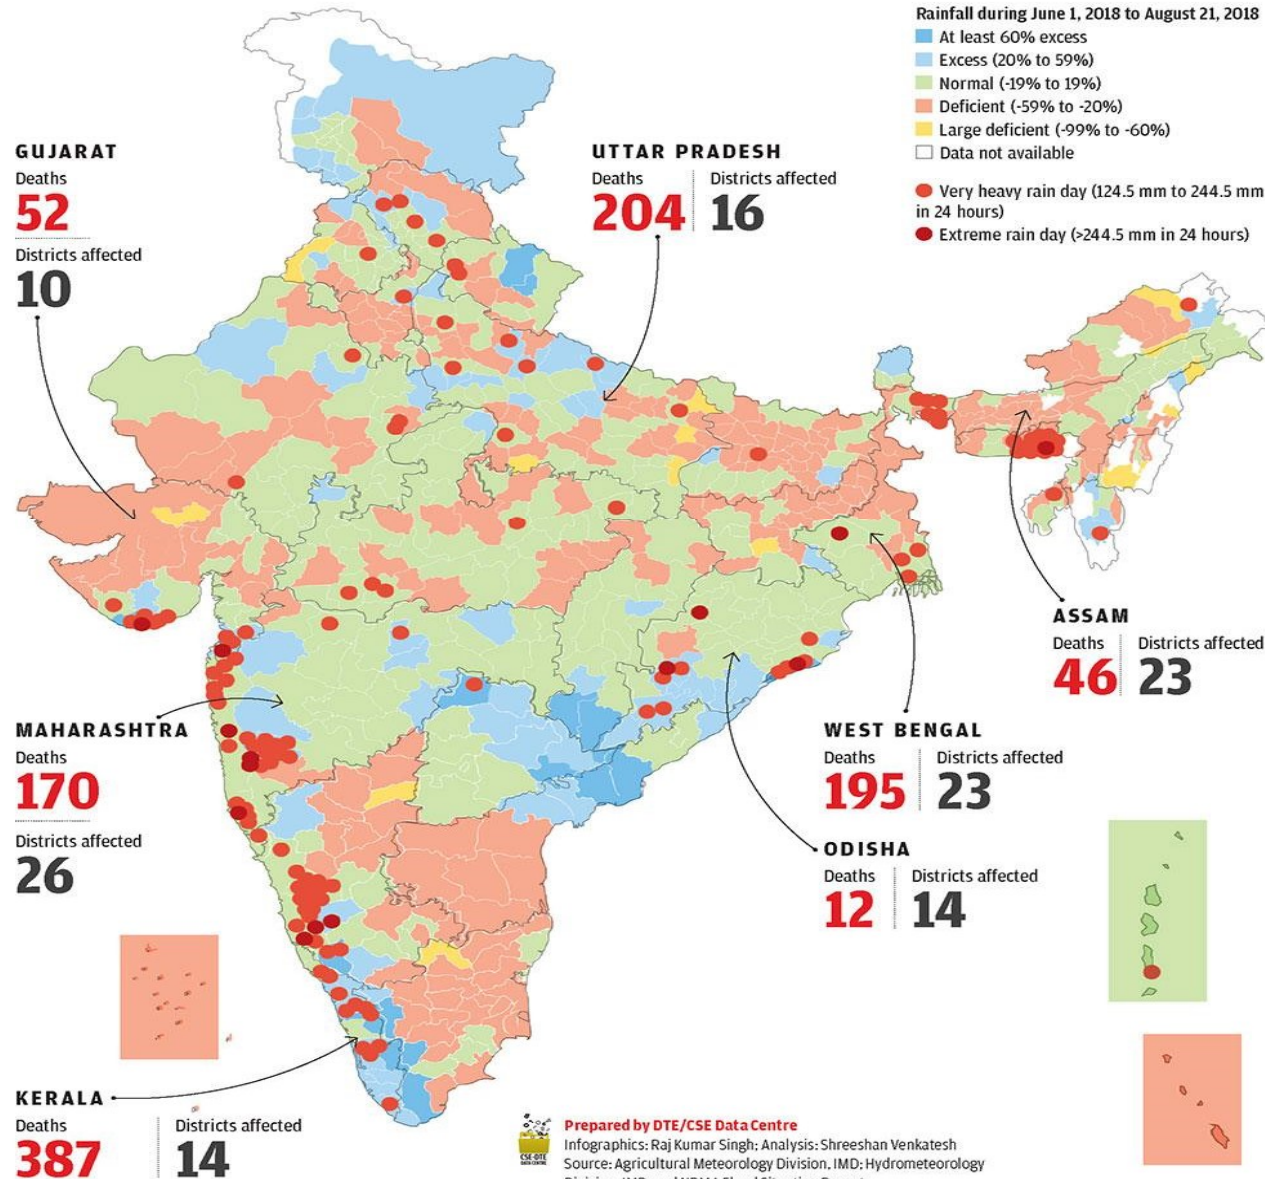 Rainfall during June 1, 2018 to August 21, 2018
At least 60% excess
Excess (20% to 59%)
Normal (-19% to 19%)
Deficient (-59% to -20%)
Large deficient (-99% to -60%)
Data not available
Very heavy rain day (124.5 mm to 244.5 mm
in 24 hours)
Extreme rain day (>244.5 mm in 24 hours)
GUJARAT
Deaths
52
Districts affected
10
UTTAR PRADESH
Deaths
204
Districts affected
16
ASSAM
Deaths
46
Districts affected
23
MAHARASHTRA
Deaths
170
Districts affected
26
WEST BENGAL
Deaths
195
Districts affected
23
ODISHA
Deaths
12
Districts affected
14
KERALA
Deaths
387
Districts affected
14
CSE-DTE
DATA CENTRE
Prepared by DTE/CSE Data Centre
Infographics: Raj Kumar Singh; Analysis: Shreeshan Venkatesh
Source: Agricultural Meteorology Division, IMD; Hydrometeorology